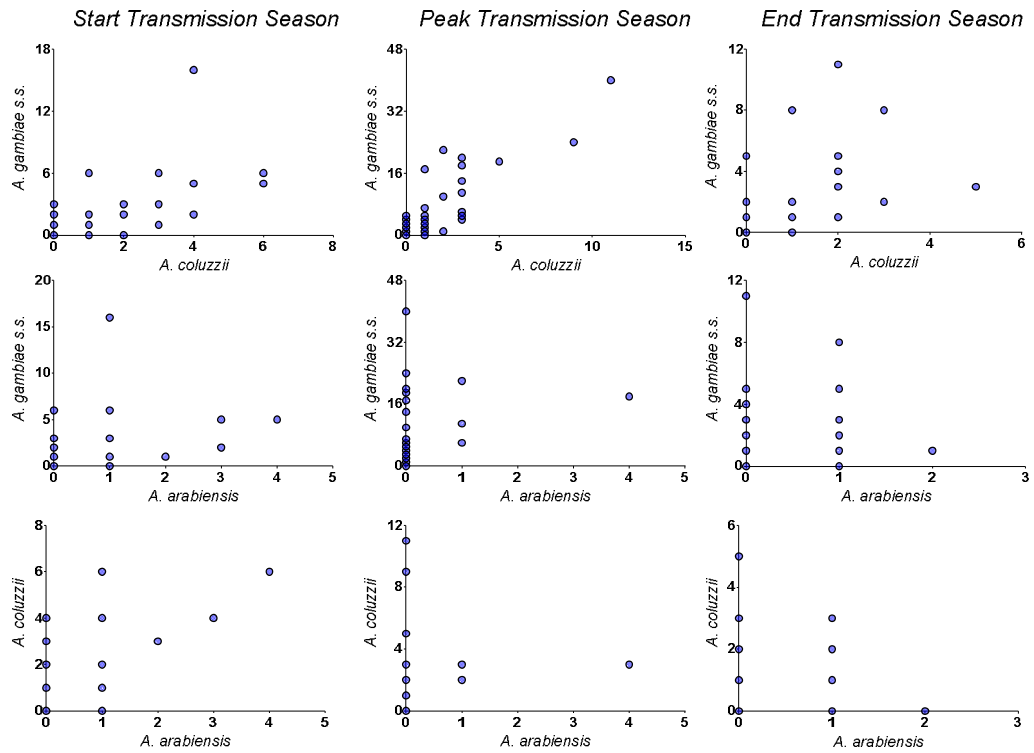 Start Transmission Season
Peak Transmission Season
End Transmission Season
18
12
6
0
A. gambiae s.s.
0 2 4 6 8
A. coluzzii
48
32
16
0
A. gambiae s.s.
0 5 10 15
A. coluzzii
12
8
4
2
0
A. gambiae s.s.
0 2 4 6
A. coluzzii
20
15
10
5
0
A. gambiae s.s.
0 1 2 3 4 5
A. arabiensis
48
32
16
0
A. gambiae s.s.
0 1 2 3 4 5
A. arabiensis
12
8
4
2
0
A. gambiae s.s.
0 1 2 3
A. arabiensis
8
6
4
2
0
A. coluzzii
0 1 2 3 4 5
A. arabiensis
12
8
4
0
A. coluzzii
0 1 2 3 4 5
A. arabiensis
6
4
2
0
A. coluzzii
0 1 2 3
A. arabiensis